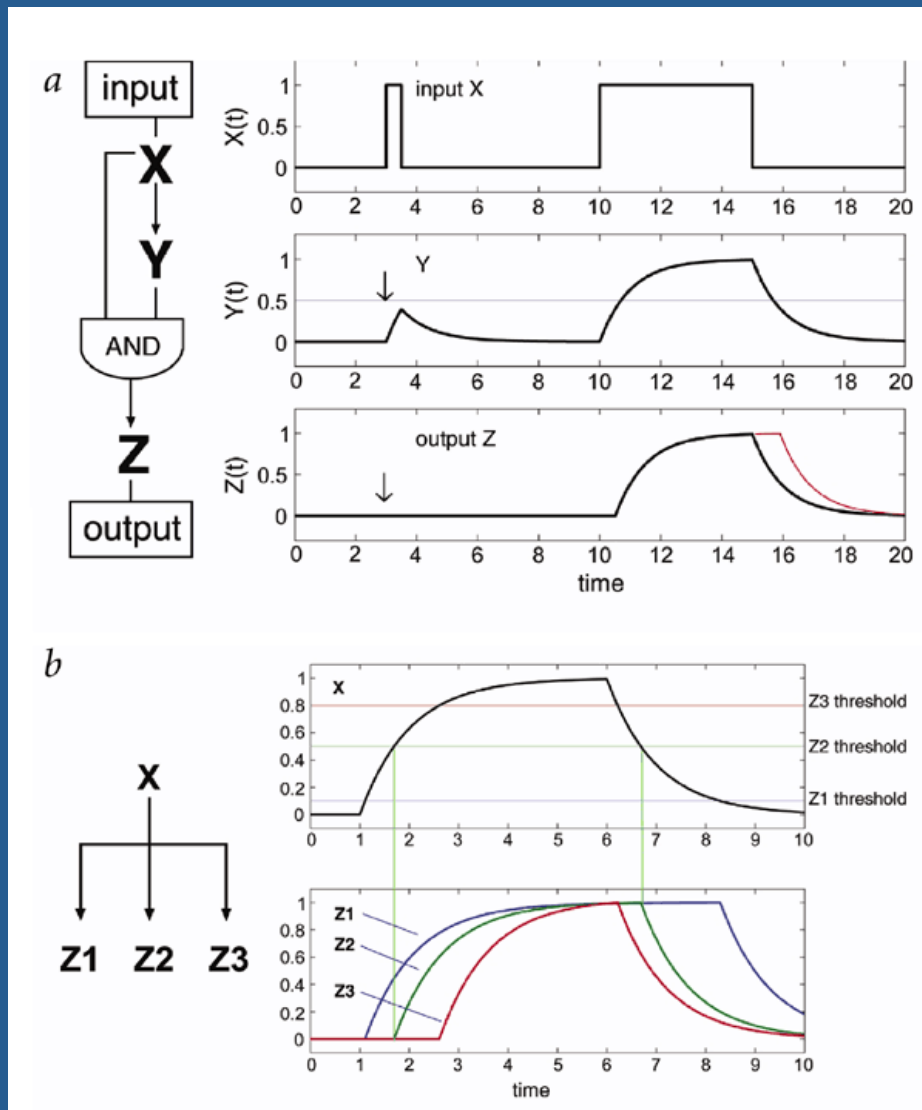 a
input
X
Y
AND
Z
output
input X
X(t)
1
0.5
0
0 2 4 6 8 10 12 14 16 18 20
Y
Y(t)
1
0.5
0
0 2 4 6 8 10 12 14 16 18 20
output Z
Z(t)
1
0.5
0
0 2 4 6 8 10 12 14 16 18 20
time
b
X
Z1 Z2 Z3
X
1
0.8
0.6
0.4
0.2
0
Z3 threshold
Z2 threshold
Z1 threshold
0 1 2 3 4 5 6 7 8 9 10
Z1
Z2
Z3
1
0.8
0.6
0.4
0.2
0
0 1 2 3 4 5 6 7 8 9 10
time